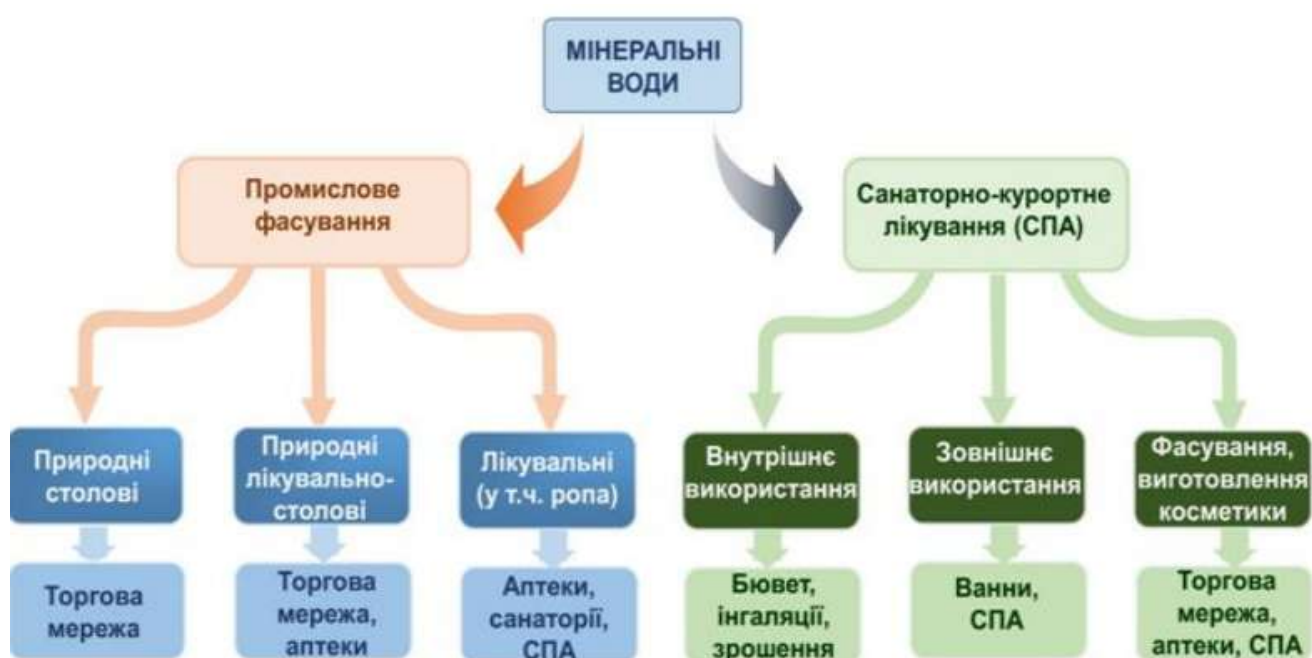 МІНЕРАЛЬНІ
ВОДИ
Промислове
фасування
Санаторно-курортне
лікування (СПА)
Природні
столові
Природні
лікувально-
столові
Лікувальні
(у т.ч. ропа)
Внутрішнє
використання
Зовнішнє
використання
Фасування,
виготовлення
косметики
Торгова
мережа
Торгова
мережа,
аптеки
Аптеки,
санаторії,
СПА
Бювет,
інгаляції,
зрошення
Ванни,
СПА
Торгова
мережа,
аптеки, СПА